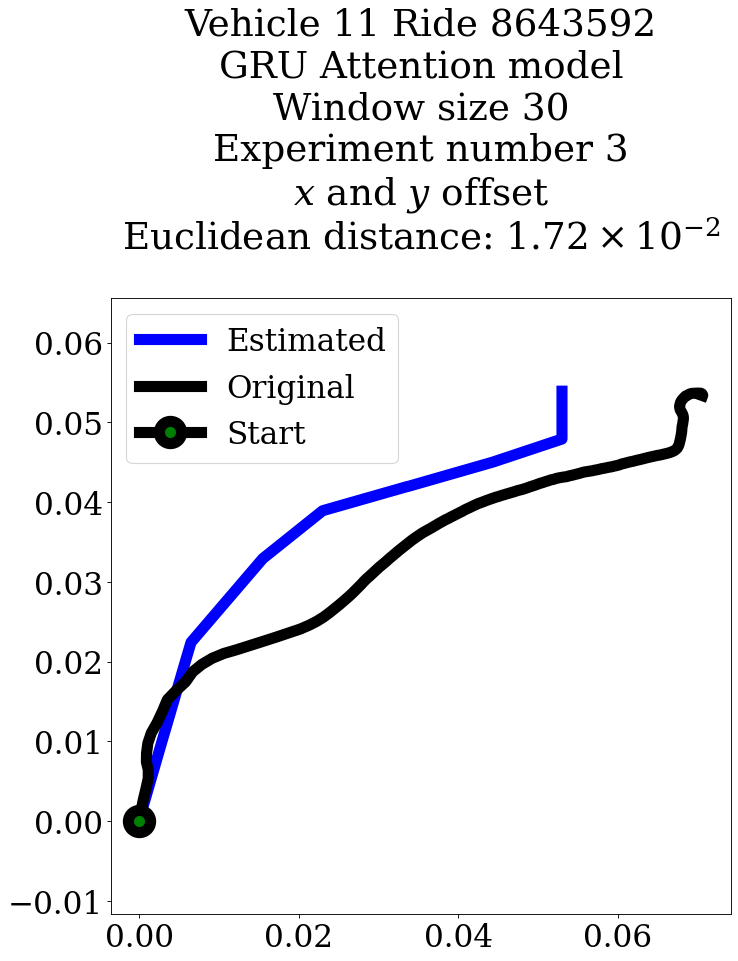 Vehicle 11 Ride 8643592
GRU Attention model
Window size 30
Experiment number 3
x and y offset
Euclidean distance: 1.72 × 10⁻²
Estimated
Original
Start
0.06
0.05
0.04
0.03
0.02
0.01
0.00
−0.01
0.00 0.02 0.04 0.06